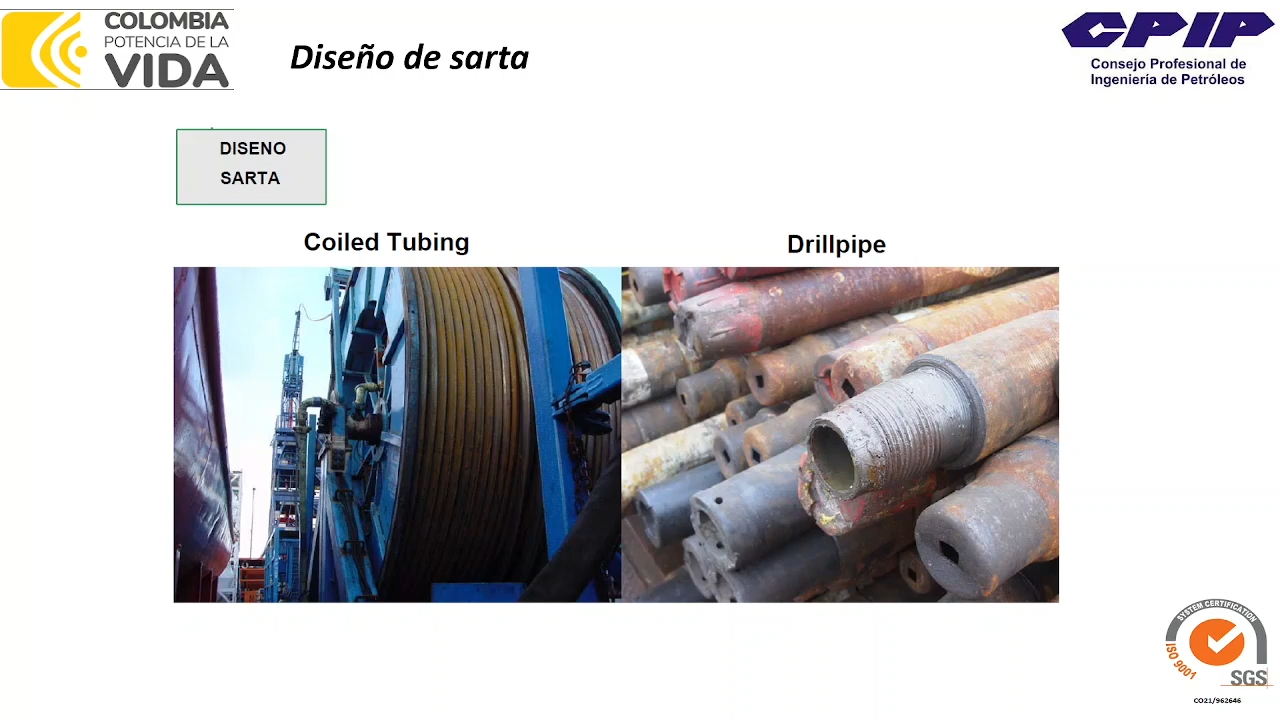 COLOMBIA
POTENCIA DE LA
VIDA
Diseño de sarta
CPIP
Consejo Profesional de
Ingeniería de Petróleos
DISENO
SARTA
Coiled Tubing
Drillpipe
SYSTEM CERTIFICATION
ISO 9001
SGS
CO21/962646